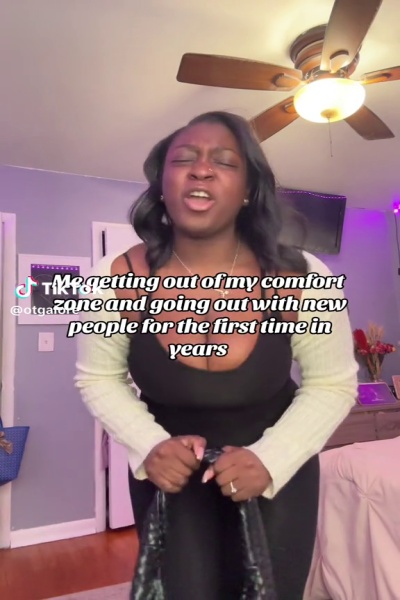 Me getting out of my comfort
zone and going out with new
people for the first time in
years
TikTok
@otgalore